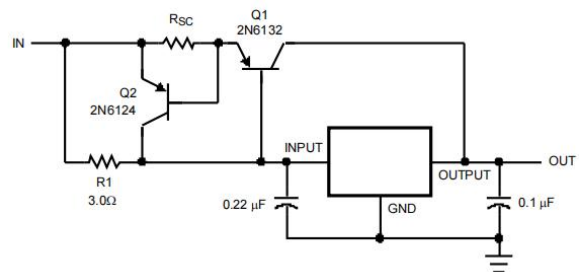 Q1
RSC
2N6132
IN
Q2
2N6124
INPUT
OUT
R1
OUTPUT
3.0Ω
0.22 μF
GND
0.1 μF